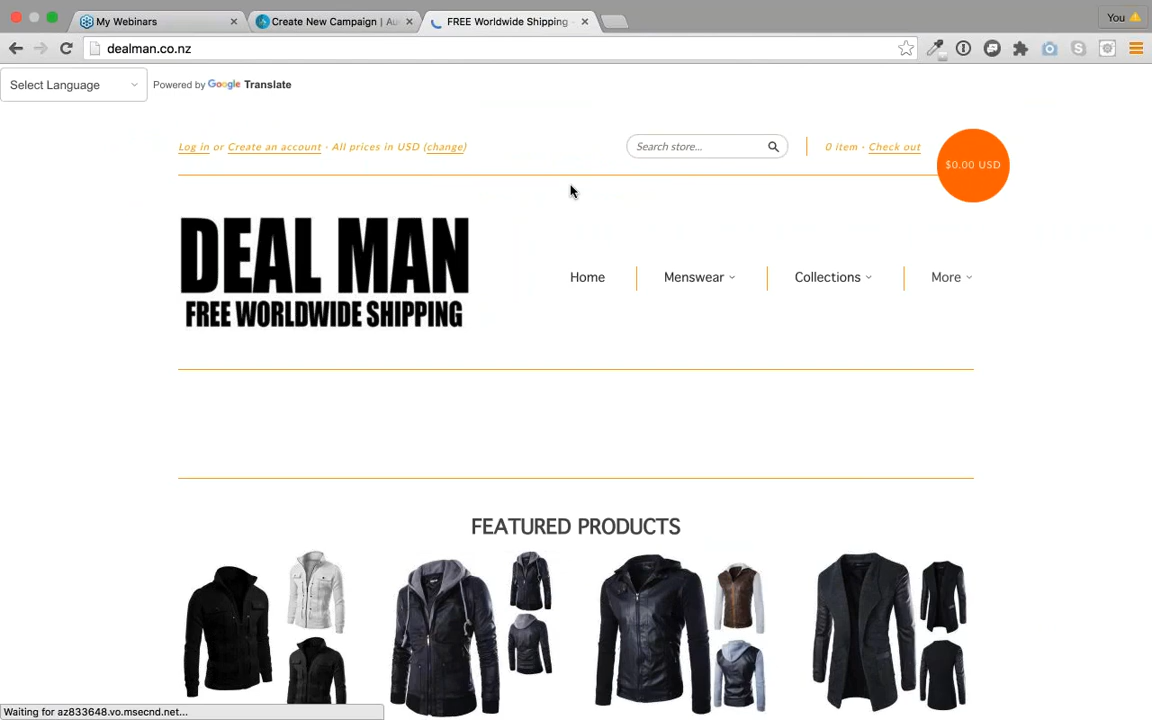 My Webinars
Create New Campaign | Au
FREE Worldwide Shipping -
You
dealman.co.nz
Select Language
Powered by Google Translate
Log in or Create an account · All prices in USD (change)
Search store...
0 item · Check out
$0.00 USD
DEAL MAN
FREE WORLDWIDE SHIPPING
Home
Menswear
Collections
More
FEATURED PRODUCTS
Waiting for az833648.vo.msecnd.net...